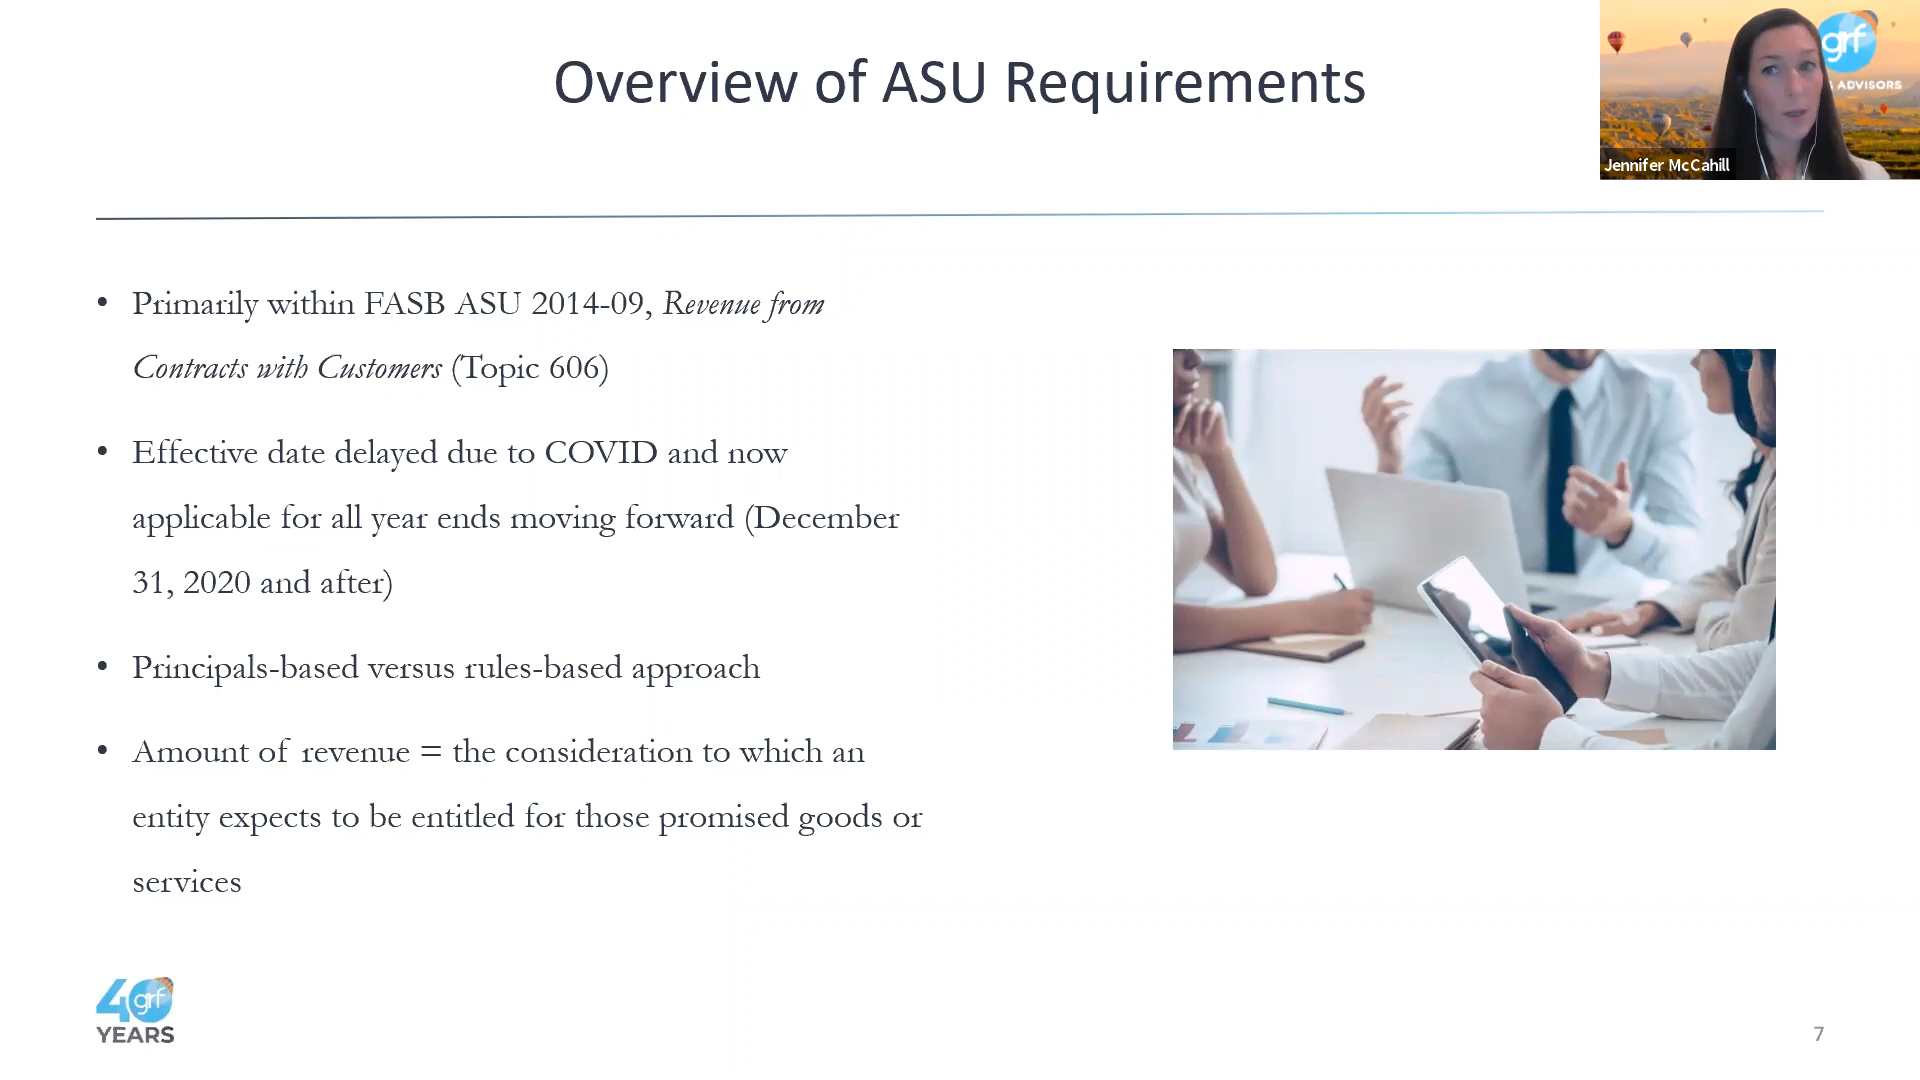 Overview of ASU Requirements
grf
ADVISORS
Jennifer McCahill
• Primarily within FASB ASU 2014-09, Revenue from
Contracts with Customers (Topic 606)
• Effective date delayed due to COVID and now
applicable for all year ends moving forward (December
31, 2020 and after)
• Principals-based versus rules-based approach
• Amount of revenue = the consideration to which an
entity expects to be entitled for those promised goods or
services
40 grf
YEARS
7